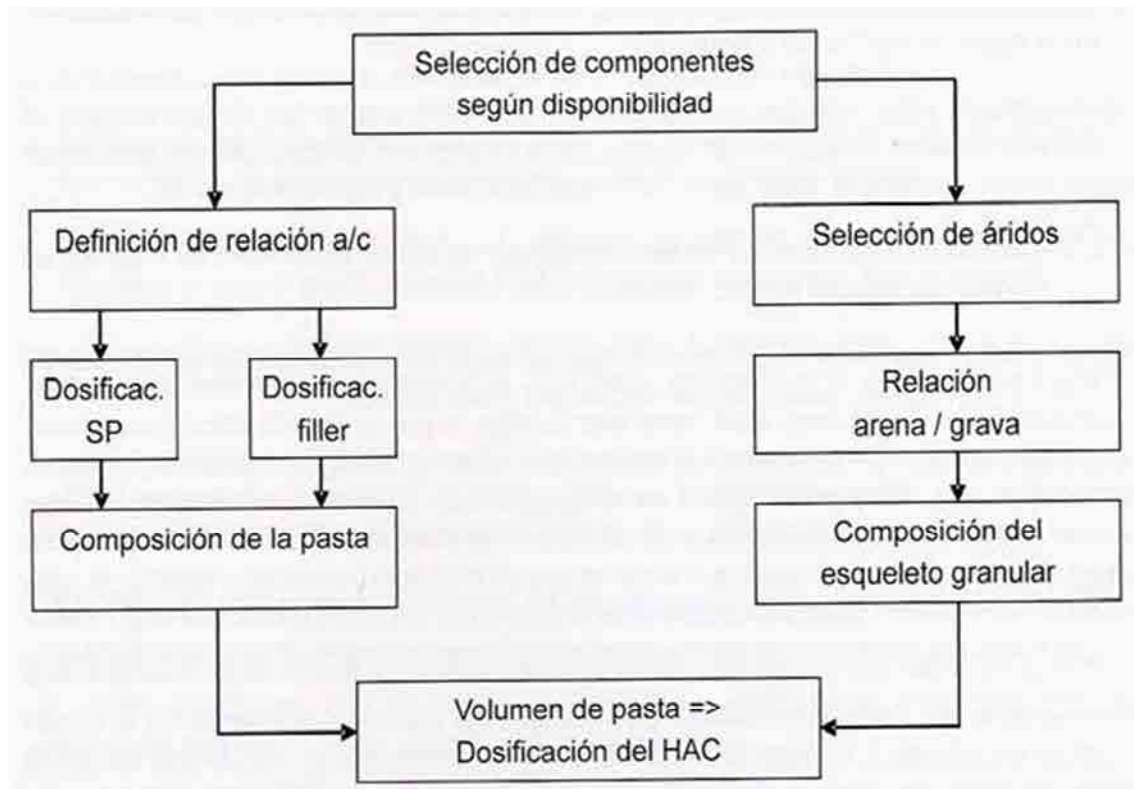 Selección de componentes
según disponibilidad
Definición de relación a/c
Selección de áridos
Dosificac.
SP
Dosificac.
filler
Relación
arena / grava
Composición de la pasta
Composición del
esqueleto granular
Volumen de pasta =>
Dosificación del HAC